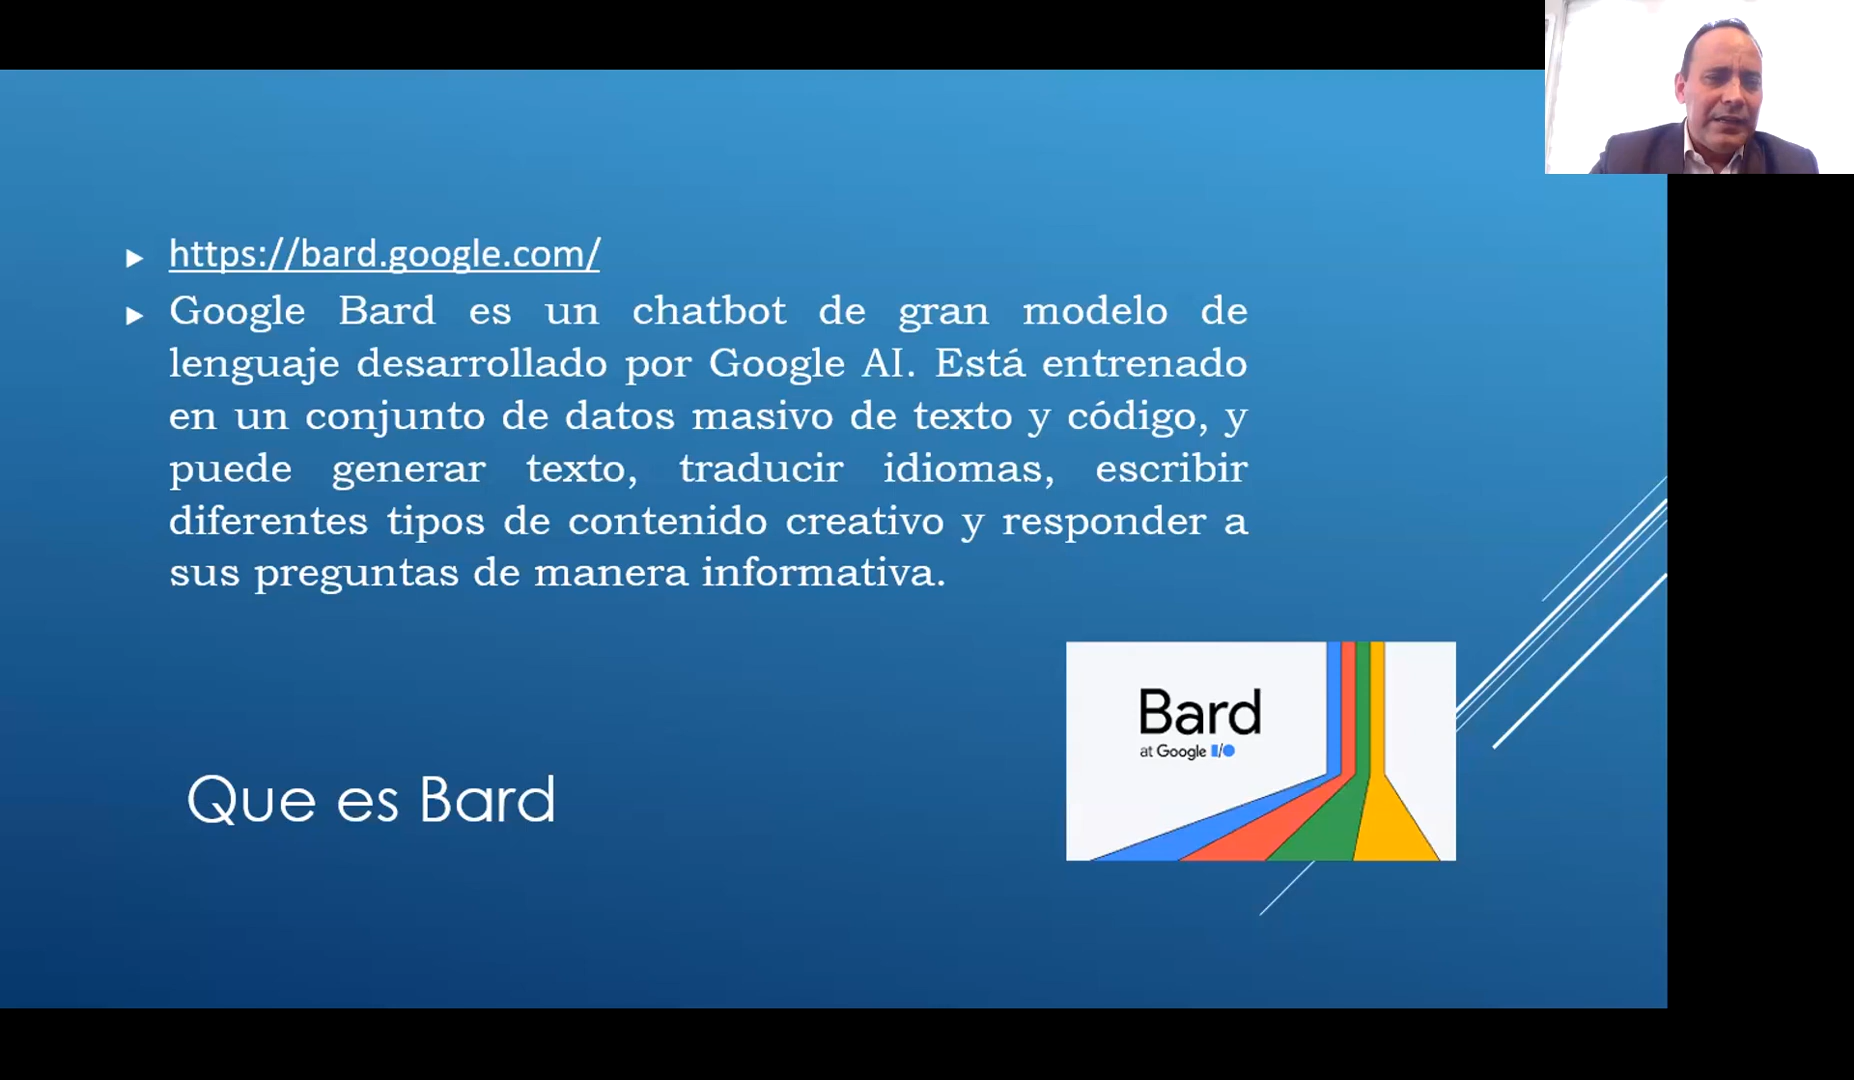 https://bard.google.com/
Google Bard es un chatbot de gran modelo de
lenguaje desarrollado por Google AI. Está entrenado
en un conjunto de datos masivo de texto y código, y
puede generar texto, traducir idiomas, escribir
diferentes tipos de contenido creativo y responder a
sus preguntas de manera informativa.
Bard
at Google I/O
Que es Bard